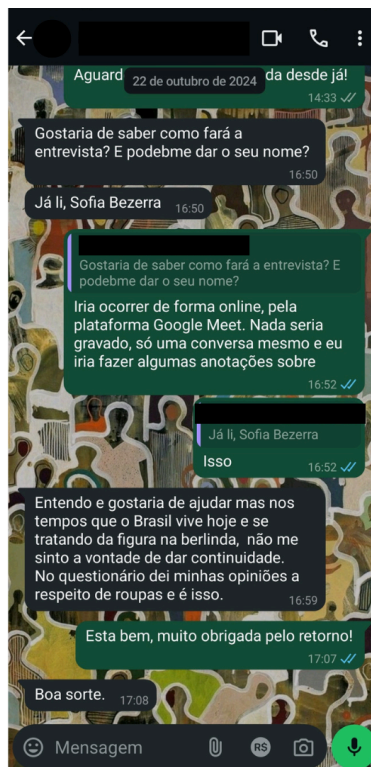 Aguard
22 de outubro de 2024
da desde já!
14:33
Gostaria de saber como fará a
entrevista? E podebme dar o seu nome?
16:50
Já li, Sofia Bezerra
16:50
Gostaria de saber como fará a entrevista? E
podebme dar o seu nome?
Iria ocorrer de forma online, pela
plataforma Google Meet. Nada seria
gravado, só uma conversa mesmo e eu
iria fazer algumas anotações sobre
16:52
Já li, Sofia Bezerra
Isso
16:52
Entendo e gostaria de ajudar mas nos
tempos que o Brasil vive hoje e se
tratando da figura na berlinda, não me
sinto a vontade de dar continuidade.
No questionário dei minhas opiniões a
respeito de roupas e é isso.
16:59
Esta bem, muito obrigada pelo retorno!
17:07
Boa sorte.
17:08
Mensagem
RS